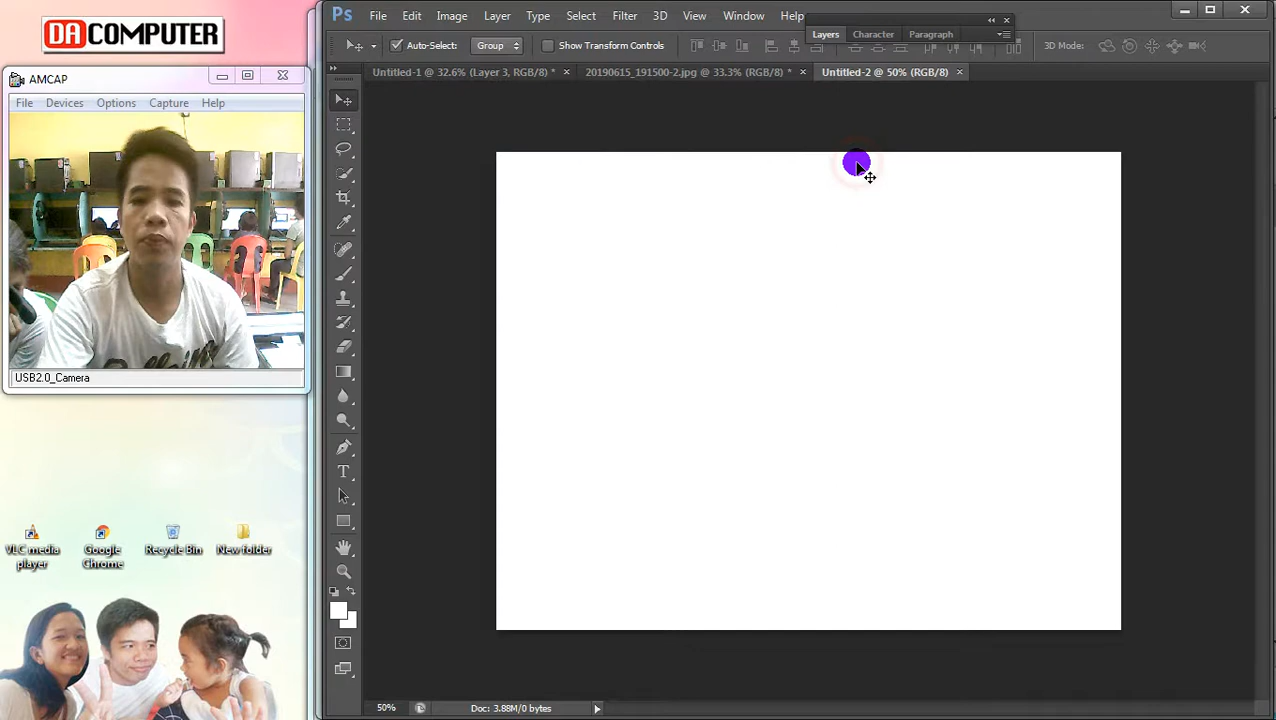 DA COMPUTER
AMCAP
File Devices Options Capture Help
USB2.0_Camera
VLC media player
Google Chrome
Recycle Bin
New folder
Ps File Edit Image Layer Type Select Filter 3D View Window Help
Layers Character Paragraph
Auto-Select: Group Show Transform Controls 3D Mode:
Untitled-1 @ 32.6% (Layer 3, RGB/8) * 20190615_191500-2.jpg @ 33.3% (RGB/8) * Untitled-2 @ 50% (RGB/8)
T
50% Doc: 3.88M/0 bytes